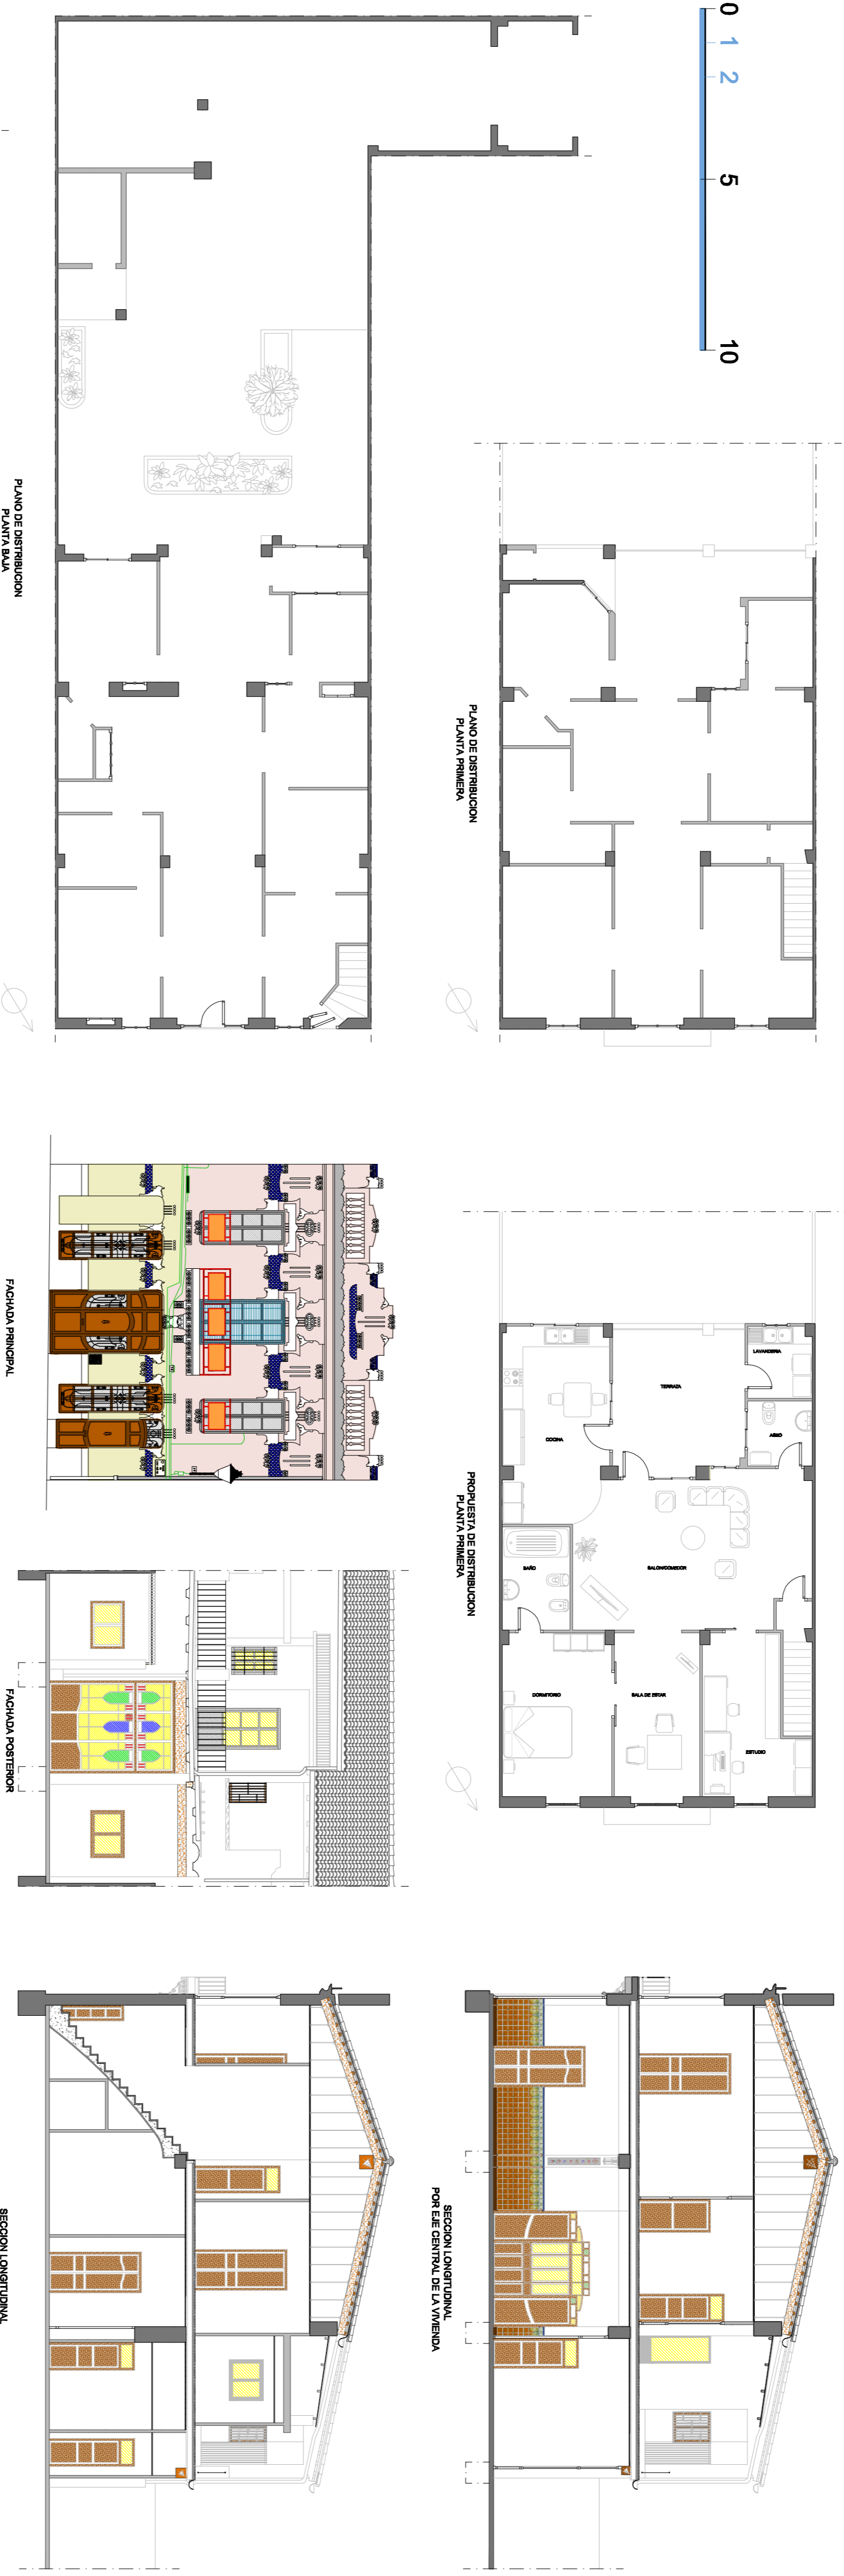 0
1
2
5
10
PLANO DE DISTRIBUCION
PLANTA PRIMERA
PLANO DE DISTRIBUCION
PLANTA BAJA
PROPUESTA DE DISTRIBUCION
PLANTA PRIMERA
LAVANDERIA
TERRAZA
ASEO
COCINA
BAÑO
SALON/COMEDOR
DORMITORIO
SALA DE ESTAR
ESTUDIO
FACHADA PRINCIPAL
FACHADA POSTERIOR
SECCION LONGITUDINAL
POR EJE CENTRAL DE LA VIVIENDA
SECCION LONGITUDINAL